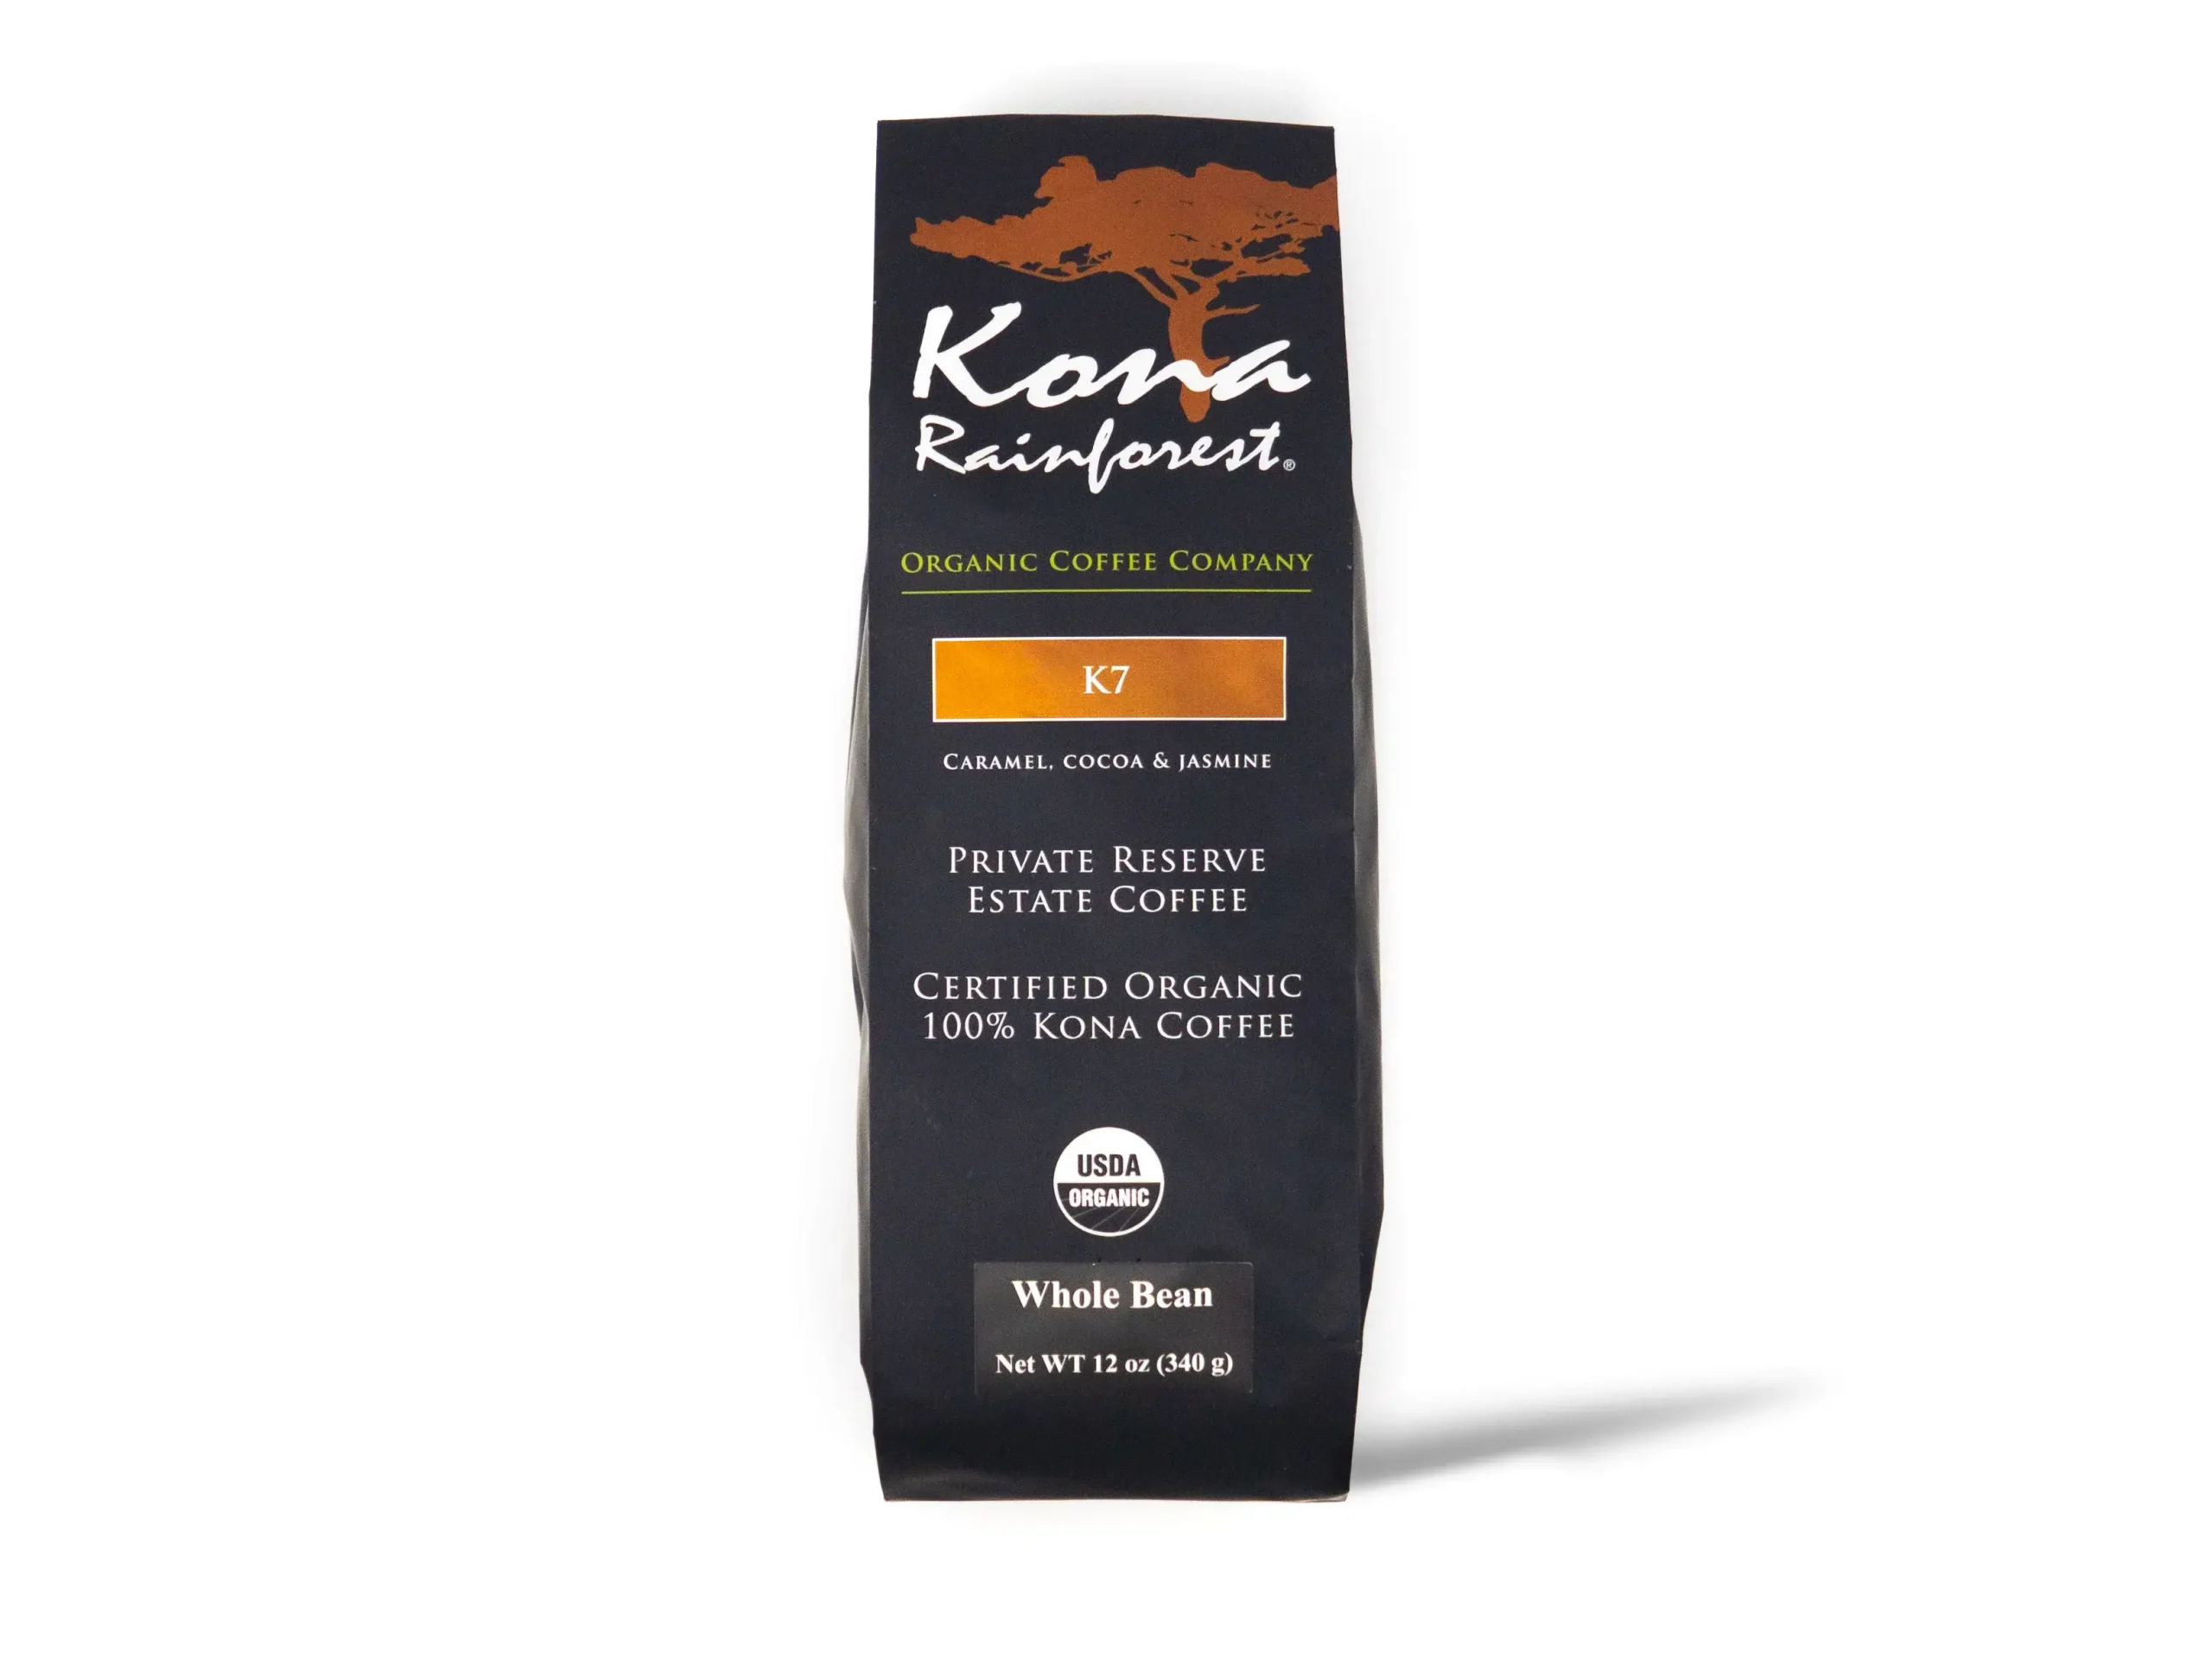 Kona
Rainforest®
Organic Coffee Company
K7
Caramel, cocoa & jasmine
Private Reserve
Estate Coffee
Certified Organic
100% Kona Coffee
USDA
ORGANIC
Whole Bean
Net WT 12 oz (340 g)